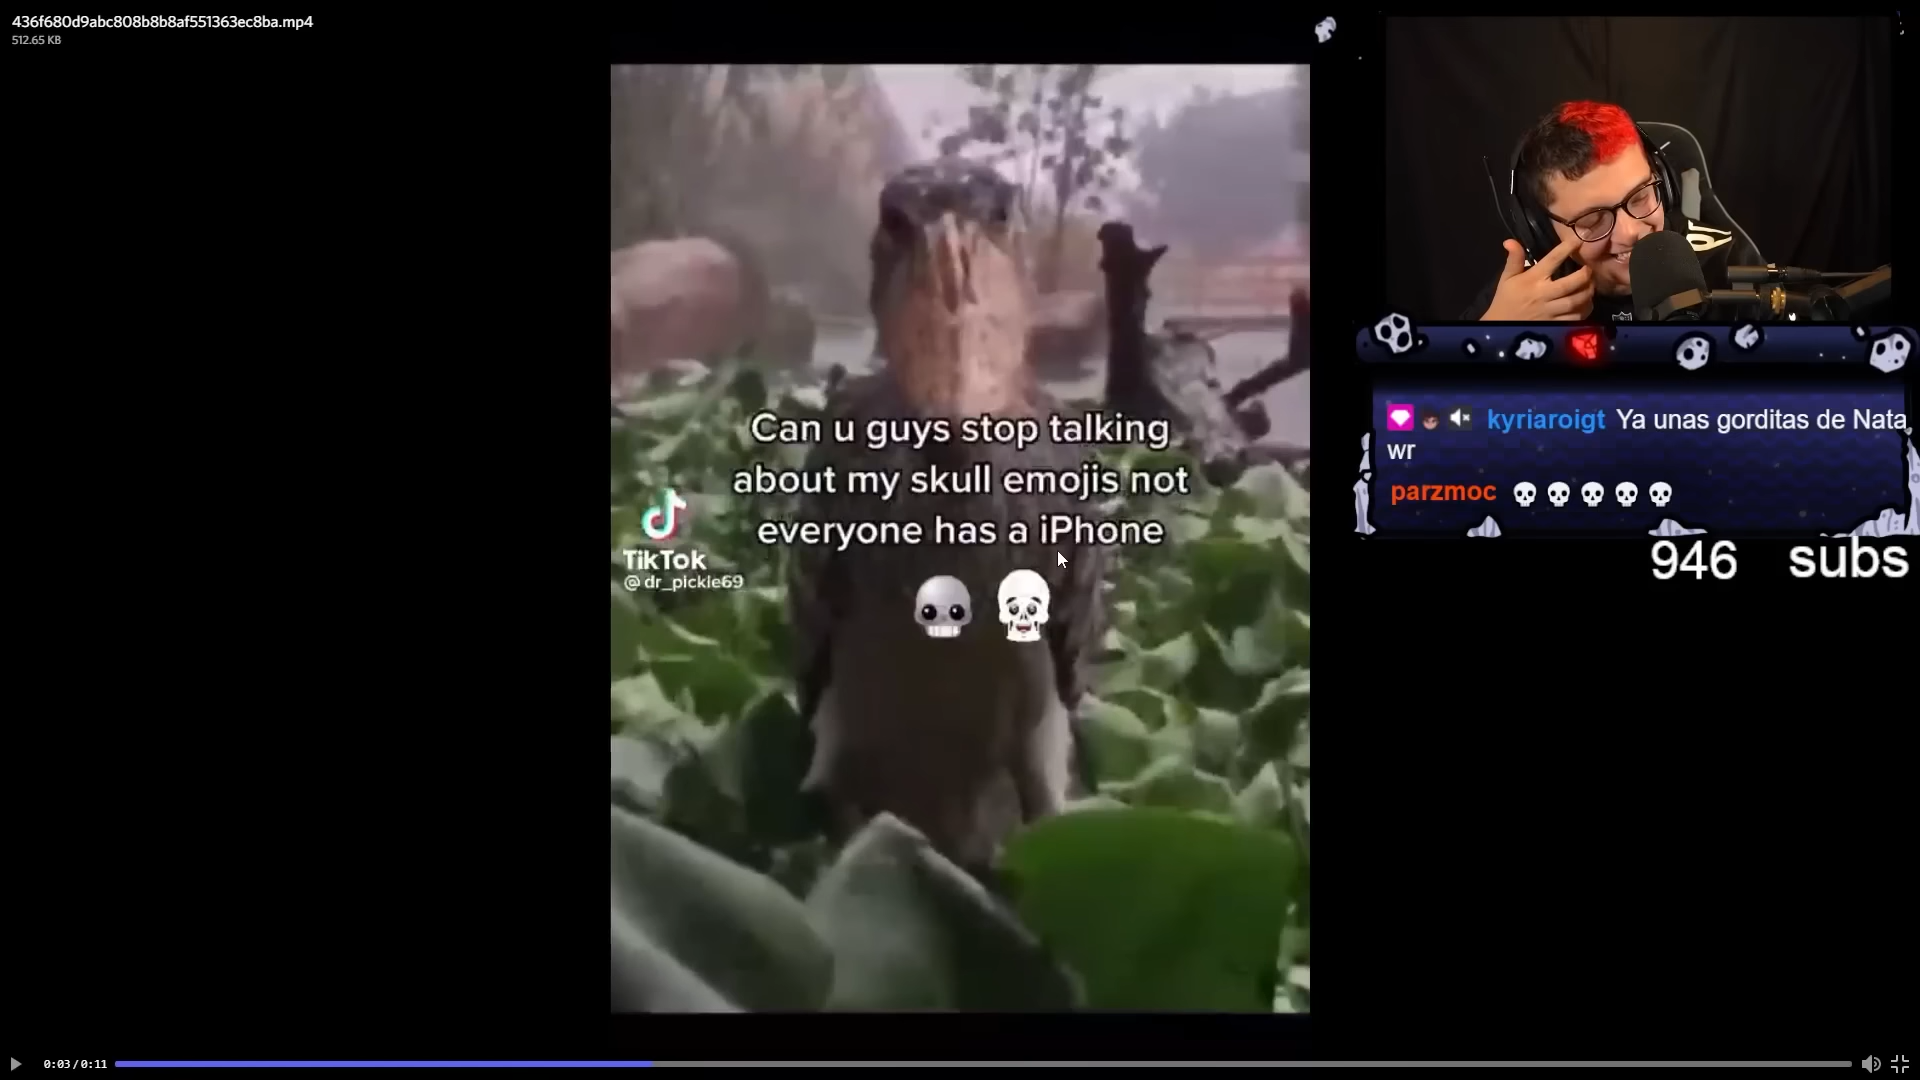 436f680d9abc808b8b8af551363ec8ba.mp4
512.65 KB
Can u guys stop talking
about my skull emojis not
everyone has a iPhone
TikTok
@dr_pickle69
kyriaroigt Ya unas gorditas de Nata
wr
parzmoc 💀💀💀💀💀
946 subs
0:03/0:11